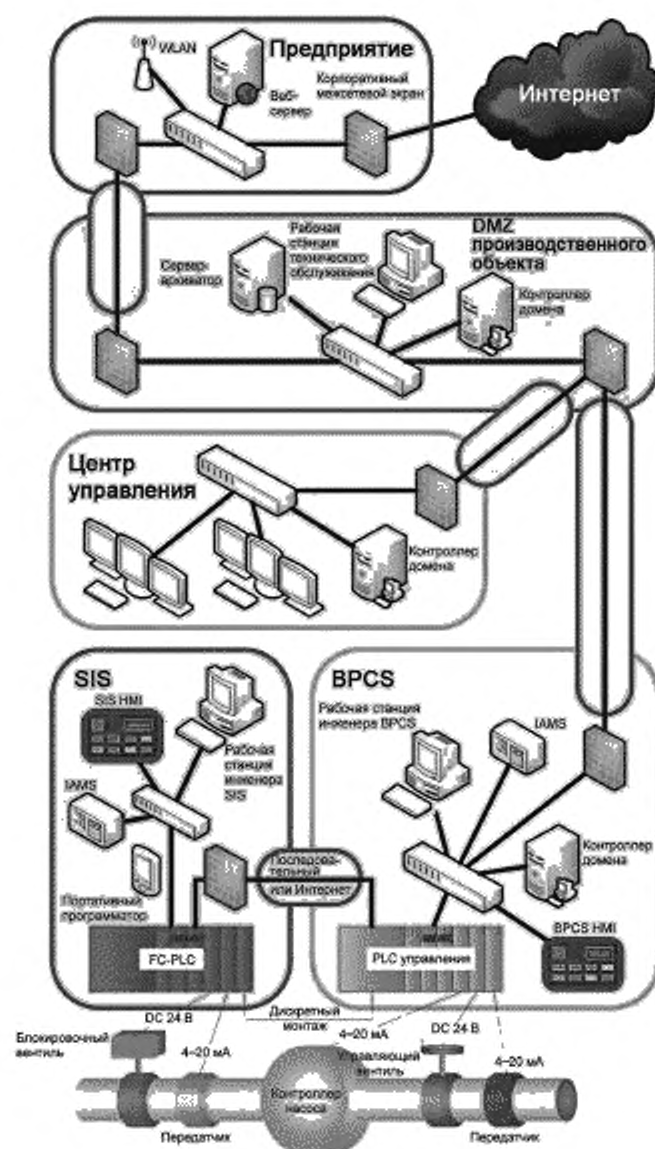 Предприятие
WLAN
Веб-
сервер
Корпоративный
межсетевой экран
Интернет
DMZ
производственного
объекта
Рабочая
станция
технического
обслуживания
Сервер-
архиватор
Контроллер
домена
Центр
управления
Контроллер
домена
SIS
SIS HMI
Рабочая
станция
инженера
SIS
IAMS
Портативный
программатор
FC-PLC
Последова-
тельный
или Интернет
BPCS
Рабочая станция
инженера BPCS
IAMS
Контроллер
домена
BPCS HMI
PLC управления
DC 24 В
Дискретный
монтаж
4–20 мА
DC 24 В
Блокировочный
вентиль
4–20 мА
Управляющий
вентиль
4–20 мА
Контроллер
насоса
Передатчик
Передатчик